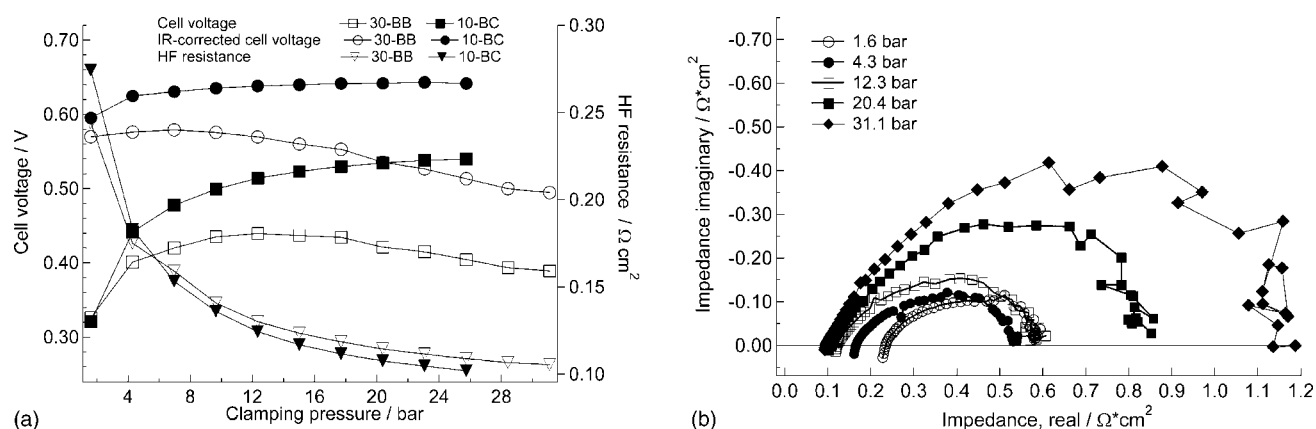 Cell voltage 30-BB 10-BC
IR-corrected cell voltage 30-BB 10-BC
HF resistance 30-BB 10-BC
0.70
0.60
0.50
0.40
0.30
Cell voltage / V
0.30
0.25
0.20
0.15
0.10
HF resistance / Ω cm2
4 8 12 16 20 24 28
Clamping pressure / bar
(a)
-0.70
-0.60
-0.50
-0.40
-0.30
-0.20
-0.10
0.00
Impedance imaginary / Ω*cm2
1.6 bar
4.3 bar
12.3 bar
20.4 bar
31.1 bar
0.0 0.1 0.2 0.3 0.4 0.5 0.6 0.7 0.8 0.9 1.0 1.1 1.2
Impedance, real / Ω*cm2
(b)